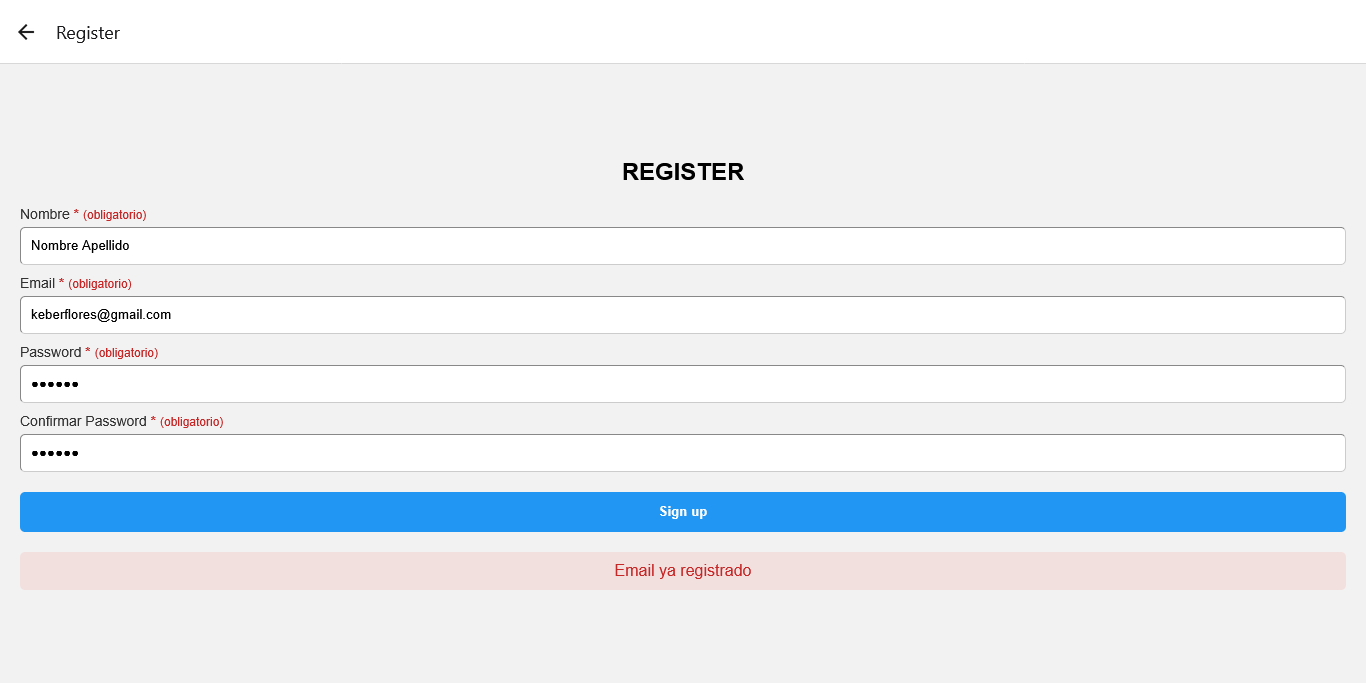 Register
REGISTER
Nombre * (obligatorio)
Nombre Apellido
Email * (obligatorio)
keberflores@gmail.com
Password * (obligatorio)
••••••
Confirmar Password * (obligatorio)
••••••
Sign up
Email ya registrado